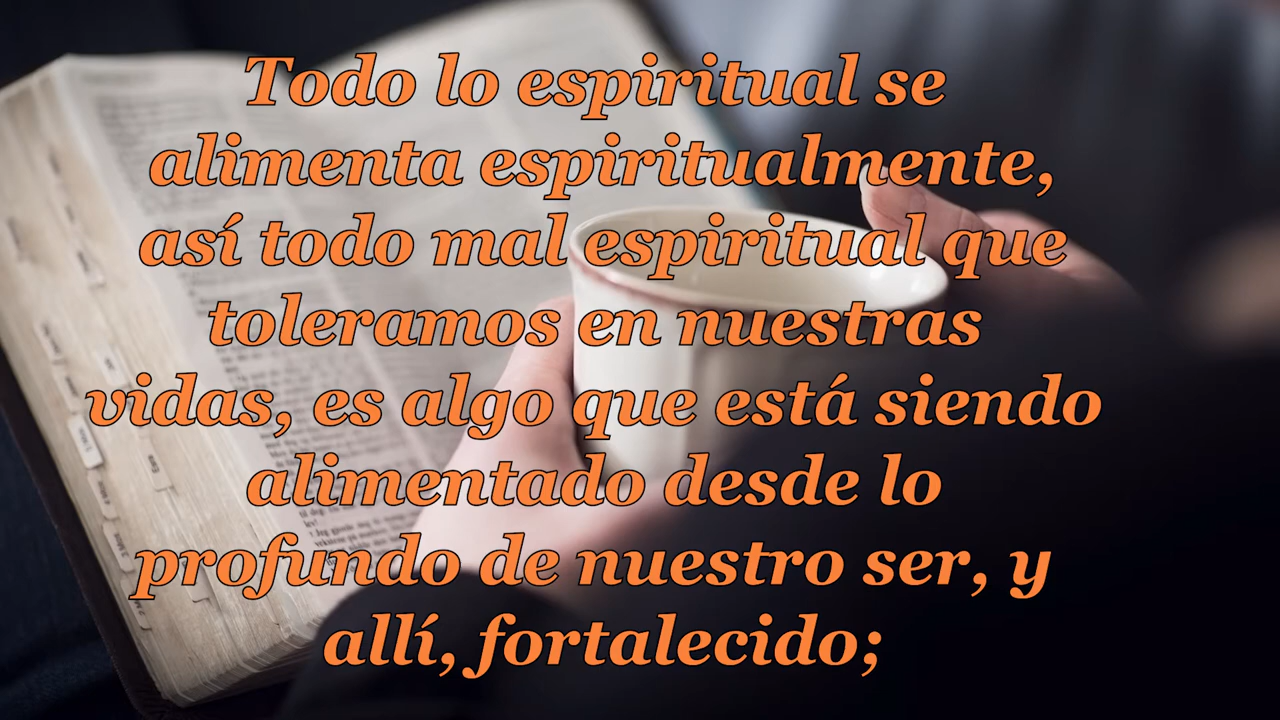 Todo lo espiritual se
alimenta espiritualmente,
así todo mal espiritual que
toleramos en nuestras
vidas, es algo que está siendo
alimentado desde lo
profundo de nuestro ser, y
allí, fortalecido;